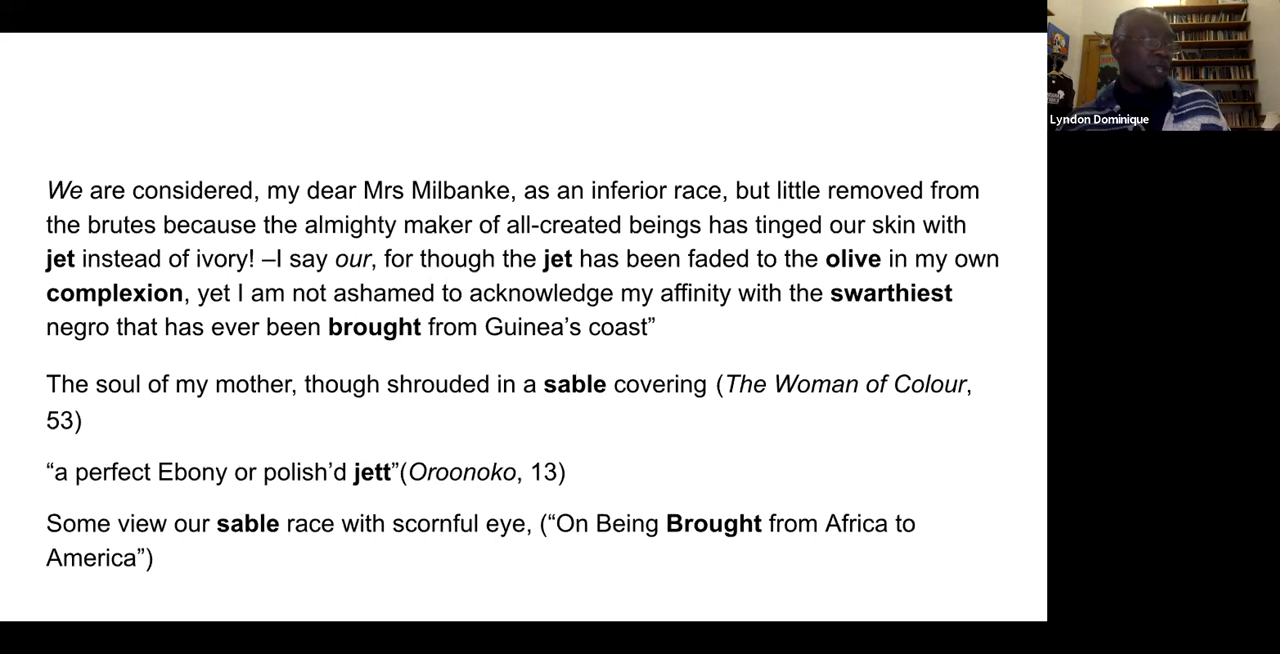 We are considered, my dear Mrs Milbanke, as an inferior race, but little removed from
the brutes because the almighty maker of all-created beings has tinged our skin with
jet instead of ivory! –I say our, for though the jet has been faded to the olive in my own
complexion, yet I am not ashamed to acknowledge my affinity with the swarthiest
negro that has ever been brought from Guinea’s coast”
The soul of my mother, though shrouded in a sable covering (The Woman of Colour,
53)
“a perfect Ebony or polish’d jett”(Oroonoko, 13)
Some view our sable race with scornful eye, (“On Being Brought from Africa to
America”)
Lyndon Dominique